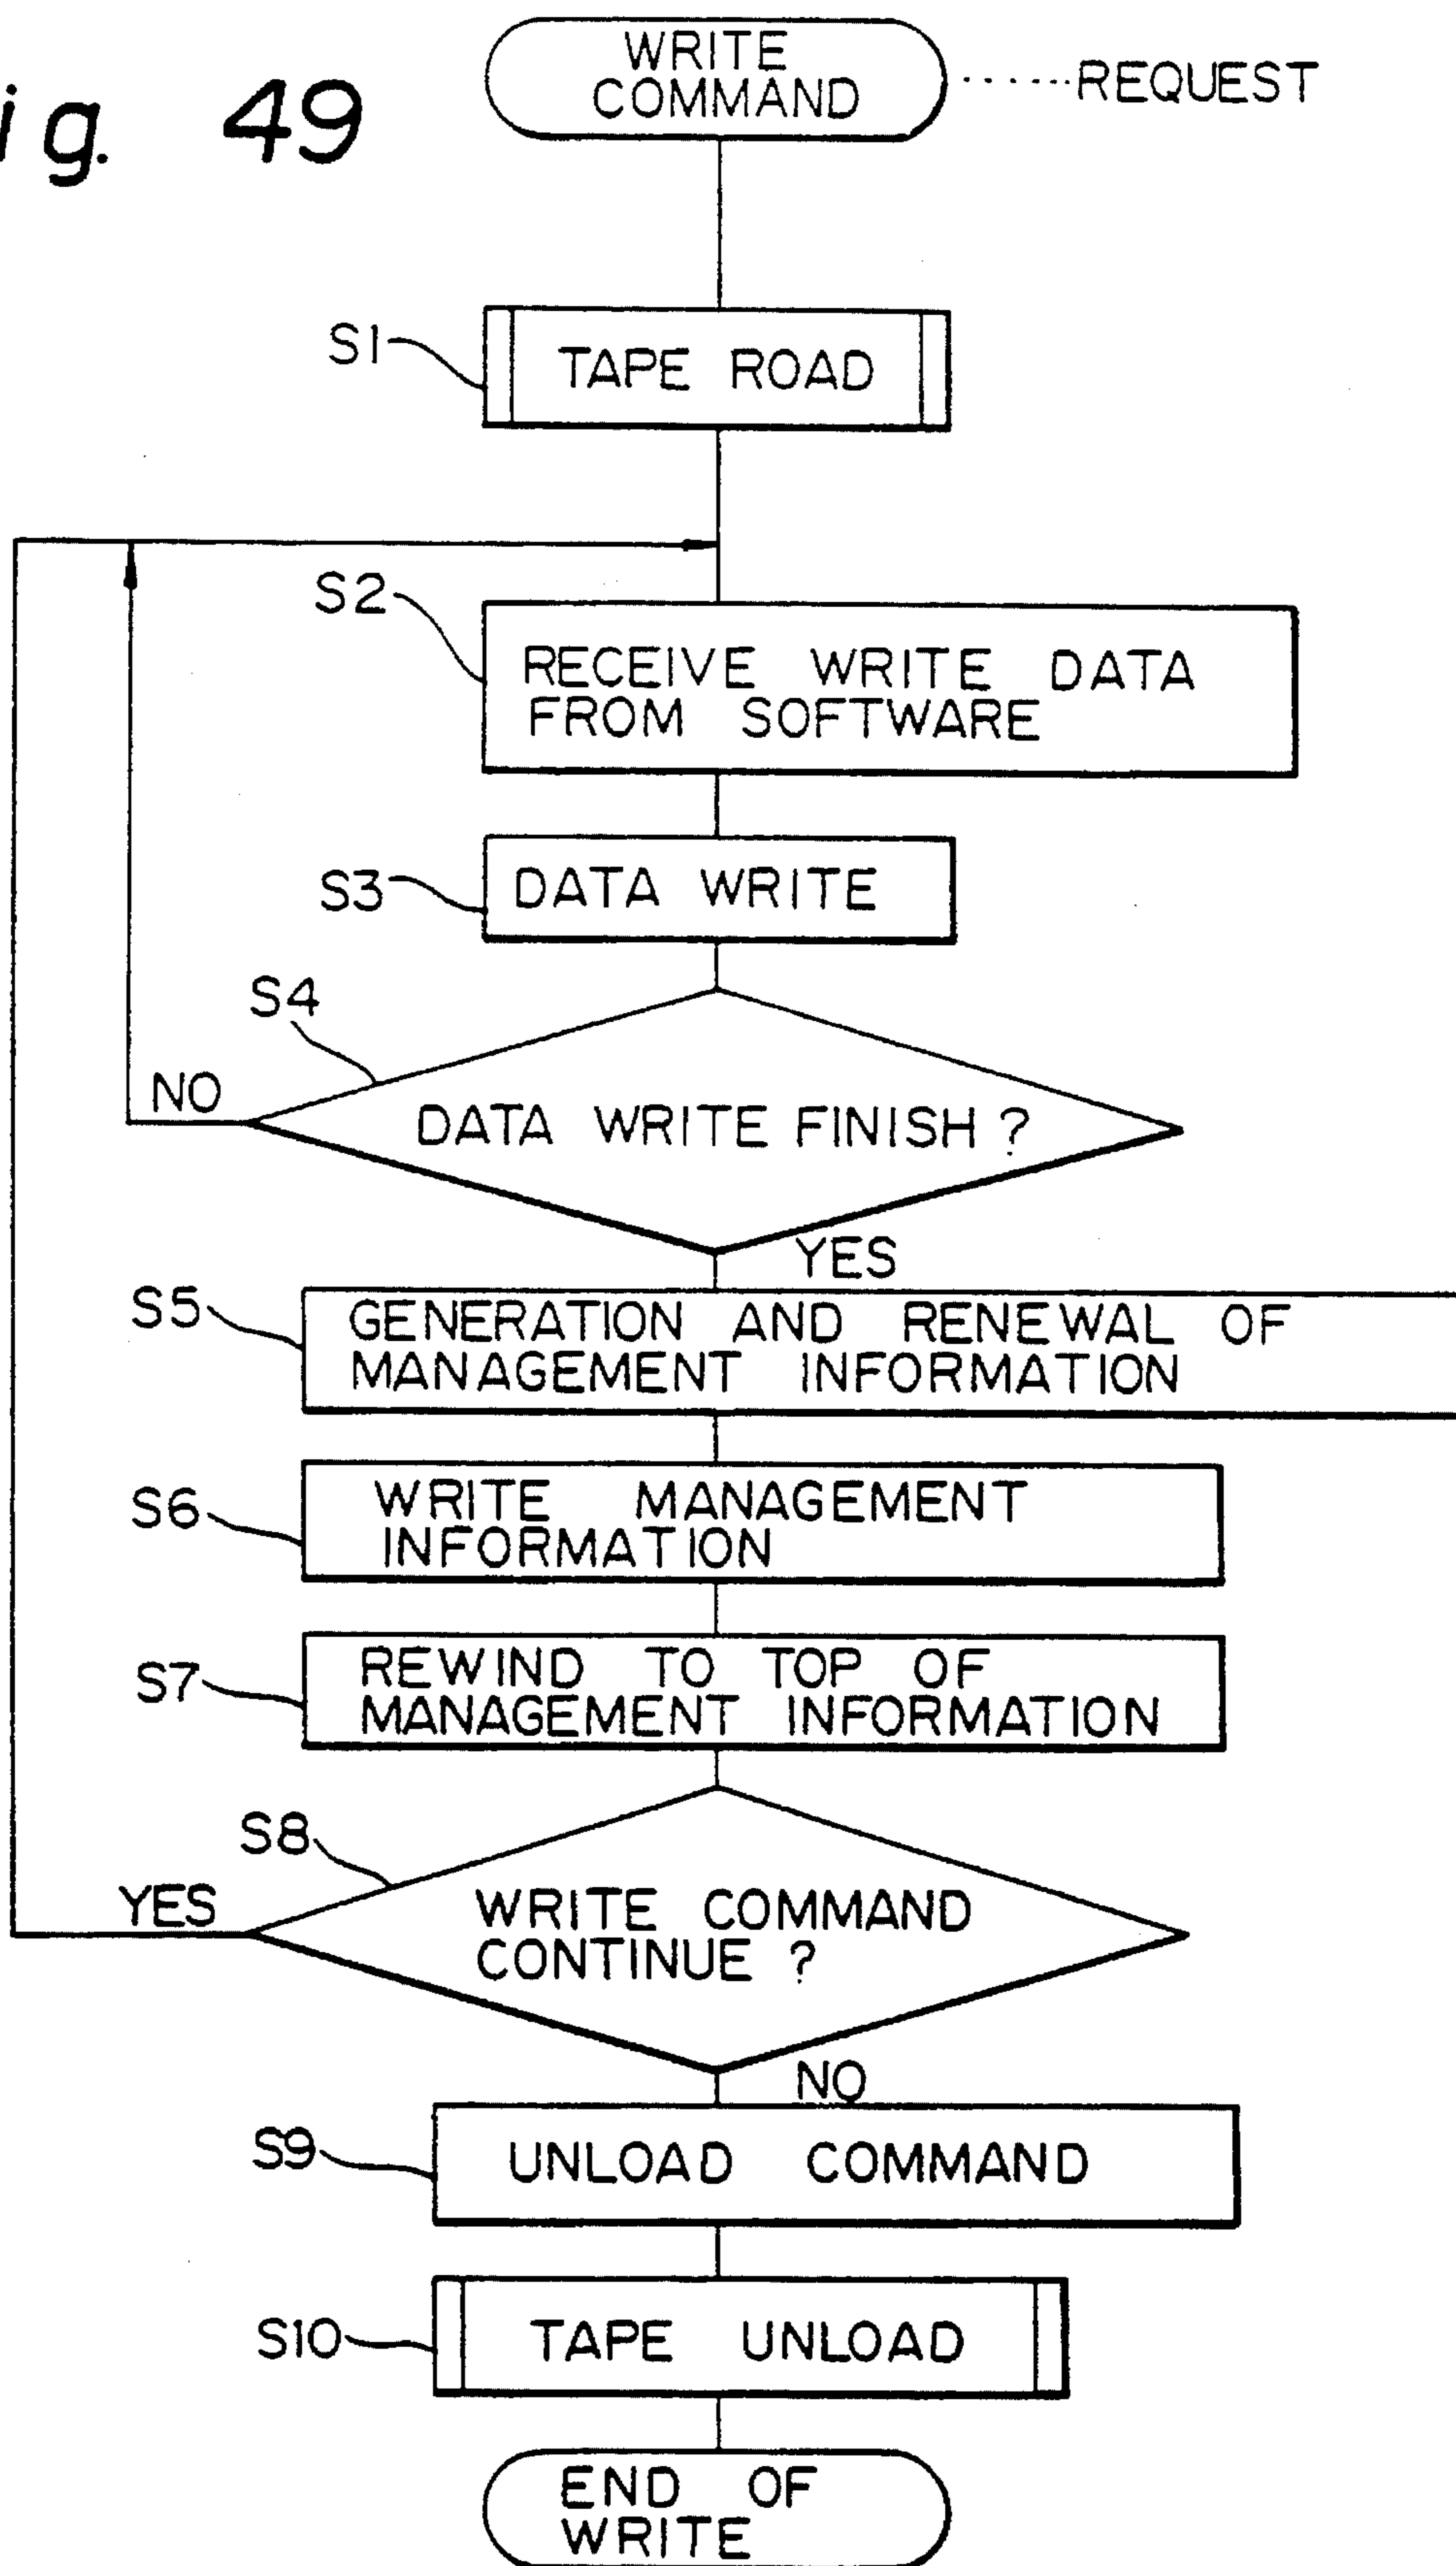 ig. 49
WRITE
COMMAND
REQUEST
S1
TAPE ROAD
S2
RECEIVE WRITE DATA
FROM SOFTWARE
S3
DATA WRITE
S4
NO
DATA WRITE FINISH ?
YES
S5
GENERATION AND RENEWAL OF
MANAGEMENT INFORMATION
S6
WRITE MANAGEMENT
INFORMATION
S7
REWIND TO TOP OF
MANAGEMENT INFORMATION
S8
YES
WRITE COMMAND
CONTINUE ?
NO
S9
UNLOAD COMMAND
S10
TAPE UNLOAD
END OF
WRITE